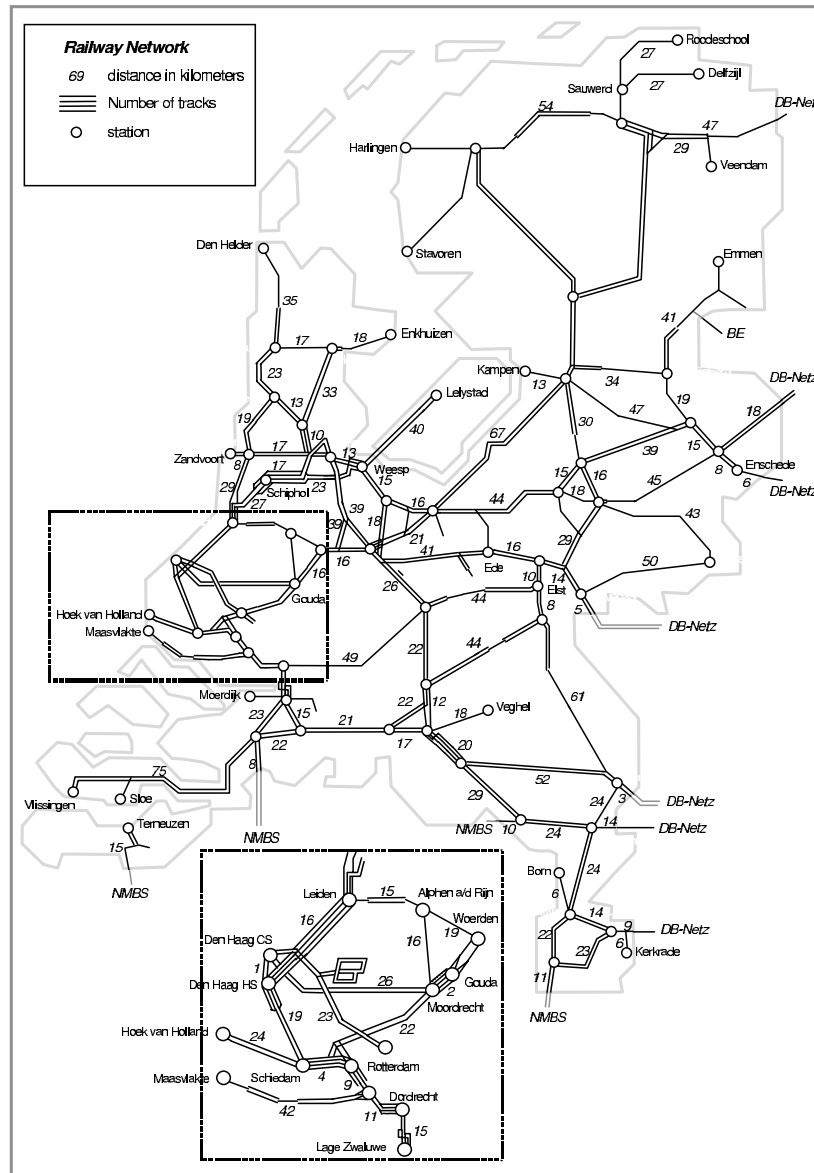 Railway Network
69 distance in kilometers
Number of tracks
station
Roodeschool
27
Delfzijl
27
Sauwerd
DB-Netz
54
47
29
Harlingen
Veendam
Stavoren
Den Helder
Emmen
35
41
BE
17
18
Enkhuizen
23
33
Kampen
13
34
DB-Netz
Lelystad
19
18
13
47
19
40
67
30
10
17
13
39
15
Zandvoort
8
17
Weesp
15
8
Enschede
Schiphol
23
15
16
45
6
DB-Netz
29
27
18
16
44
18
43
39
39
21
29
16
16
41
Ede
16
50
14
26
10
Elst
Gouda
44
8
5
Hoek van Holland
DB-Netz
Maasvlakte
44
49
22
61
Moerdijk
22
12
18
Veghel
23
15
21
22
17
20
8
52
75
29
24
3
DB-Netz
Vlissingen
Sloe
Terneuzen
NMBS
NMBS
10
24
14
DB-Netz
15
NMBS
24
Born
6
Leiden
15
Alphen a/d Rijn
14
9
DB-Netz
16
Woerden
22
23
6
Kerkrade
Den Haag CS
16
19
11
1
26
Gouda
Den Haag HS
2
Moordrecht
NMBS
19
23
22
Hoek van Holland
24
Rotterdam
Schiedam
4
Maasvlakte
9
42
Dordrecht
11
15
Lage Zwaluwe